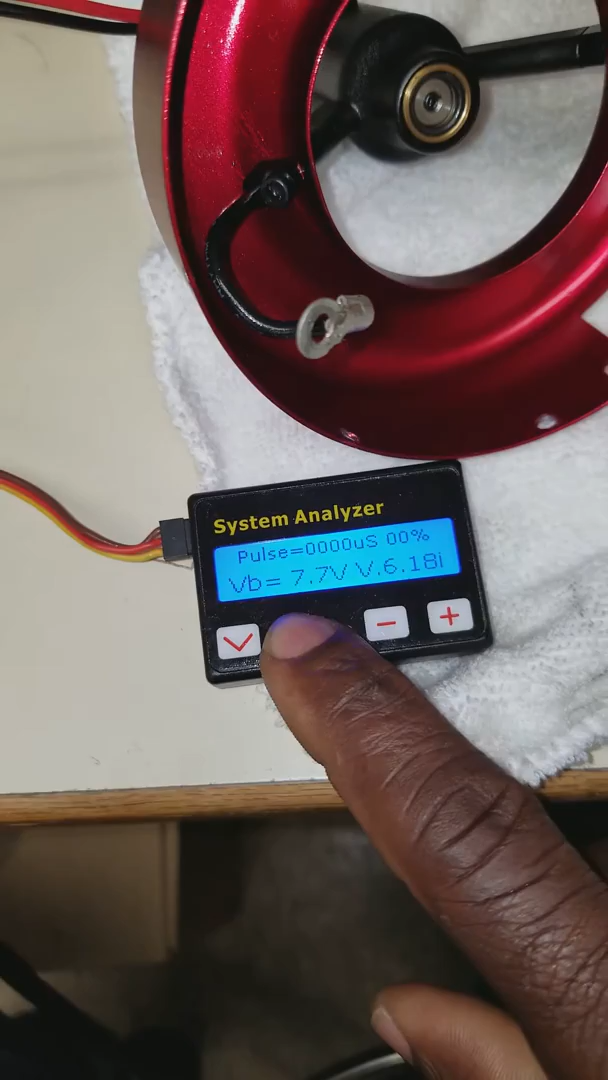 System Analyzer
Pulse=0000uS 00%
Vb= 7.7V V.6.18i
− +